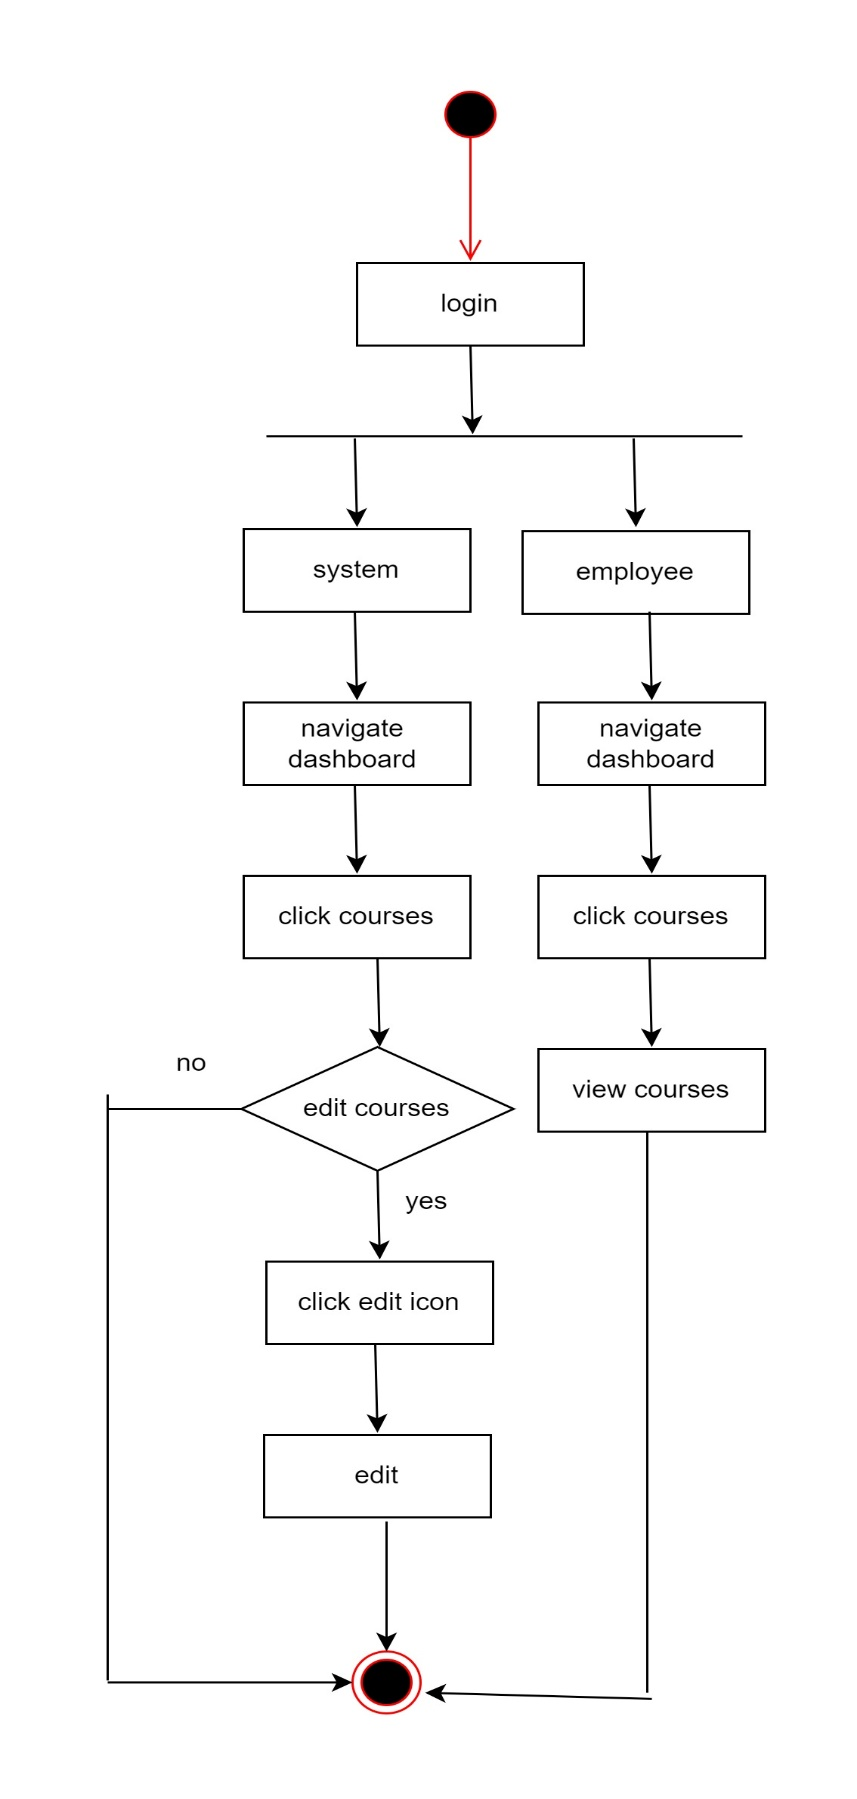 login
system
employee
navigate
dashboard
navigate
dashboard
click courses
click courses
no
edit courses
view courses
yes
click edit icon
edit